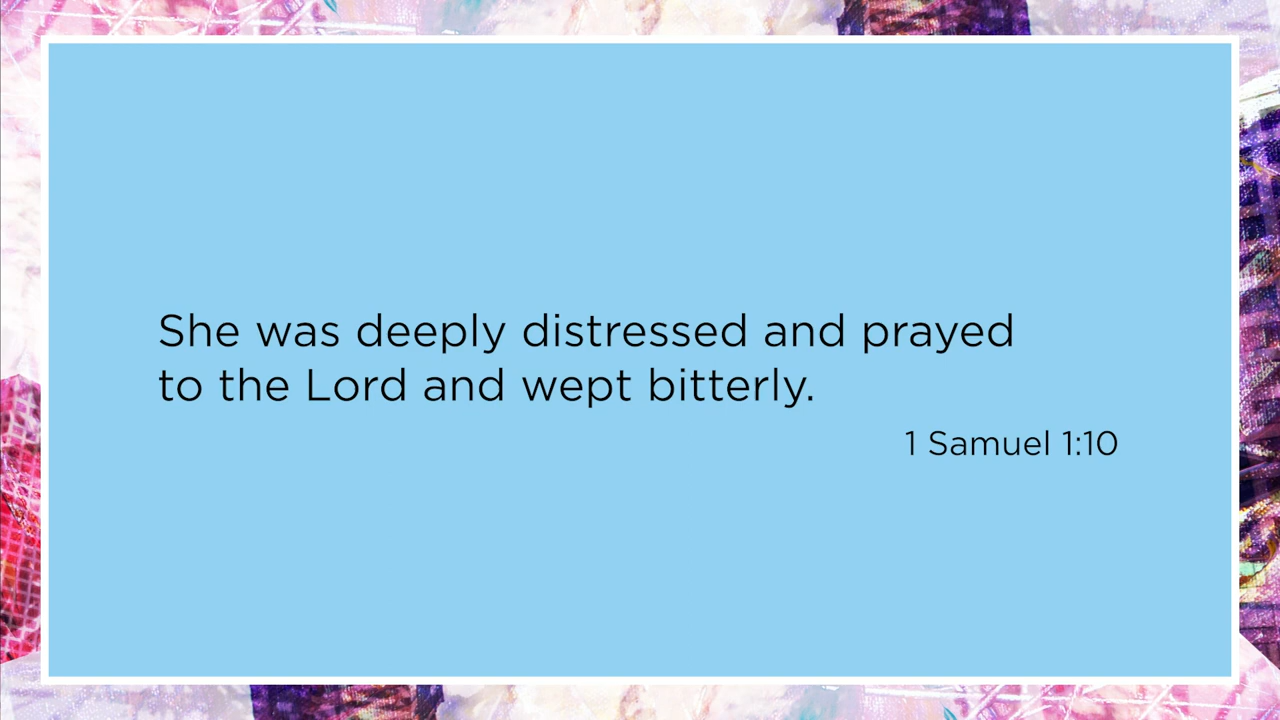 She was deeply distressed and prayed
to the Lord and wept bitterly.
1 Samuel 1:10